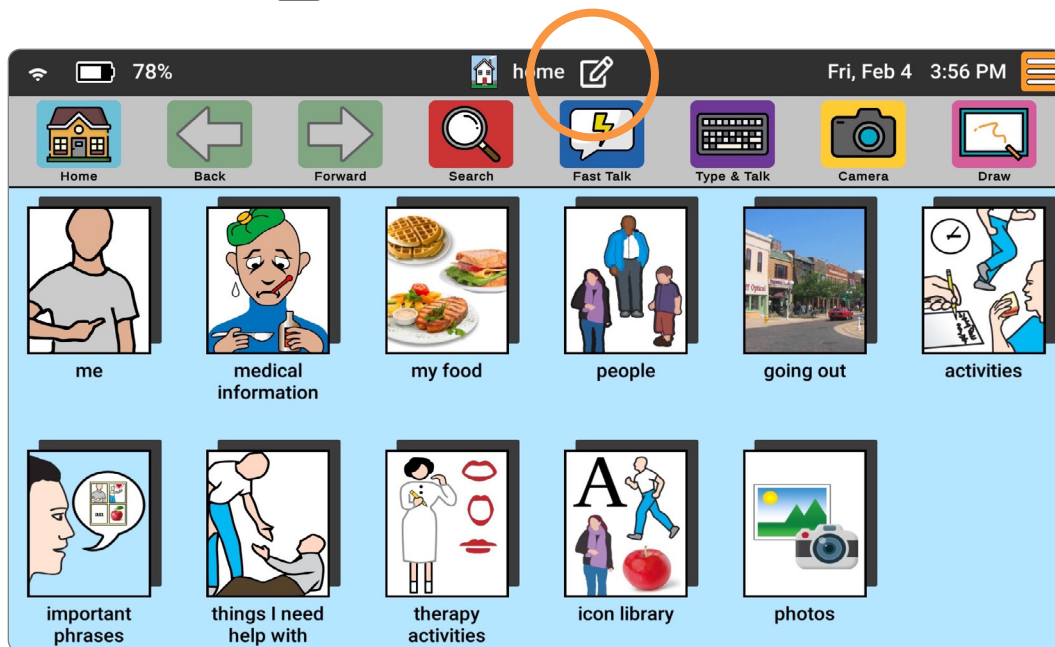 78%
home
Fri, Feb 4 3:56 PM
Home
Back
Forward
Search
Fast Talk
Type & Talk
Camera
Draw
me
medical
information
my food
people
going out
activities
important
phrases
things I need
help with
therapy
activities
A
icon library
photos